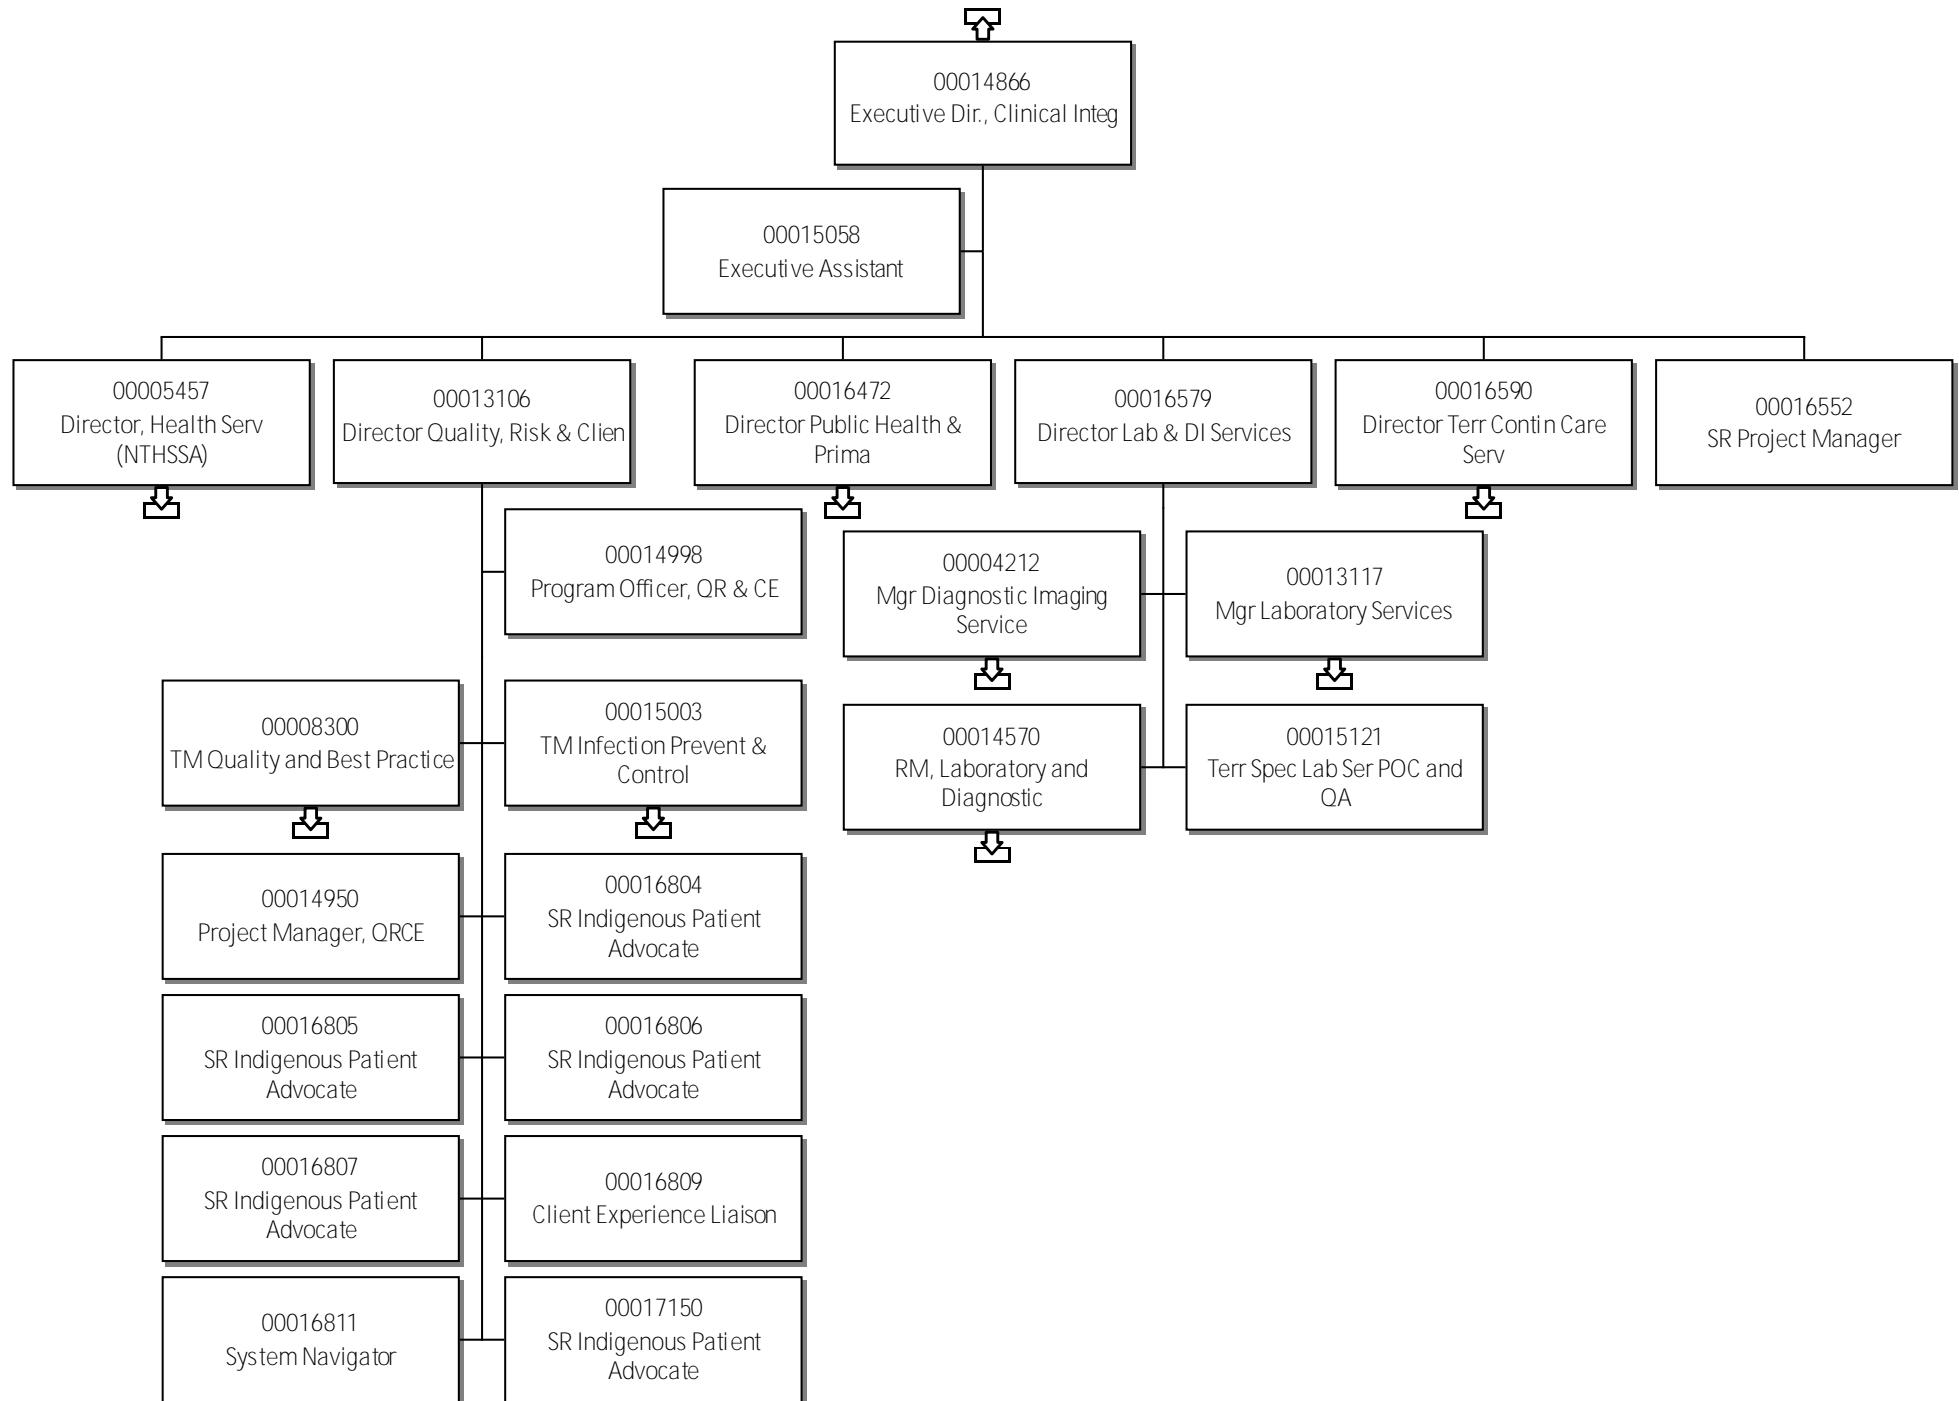 00014866
Executive Dir., Clinical Integ
00015058
Executive Assistant
00005457
Director, Health Serv
(NTHSSA)
00013106
Director Quality, Risk & Clien
00016472
Director Public Health &
Prima
00016579
Director Lab & DI Services
00016590
Director Terr Contin Care
Serv
00016552
SR Project Manager
00014998
Program Officer, QR & CE
00004212
Mgr Diagnostic Imaging
Service
00013117
Mgr Laboratory Services
00008300
TM Quality and Best Practice
00015003
TM Infection Prevent &
Control
00014570
RM, Laboratory and
Diagnostic
00015121
Terr Spec Lab Ser POC and
QA
00014950
Project Manager, QRCE
00016804
SR Indigenous Patient
Advocate
00016805
SR Indigenous Patient
Advocate
00016806
SR Indigenous Patient
Advocate
00016807
SR Indigenous Patient
Advocate
00016809
Client Experience Liaison
00016811
System Navigator
00017150
SR Indigenous Patient
Advocate